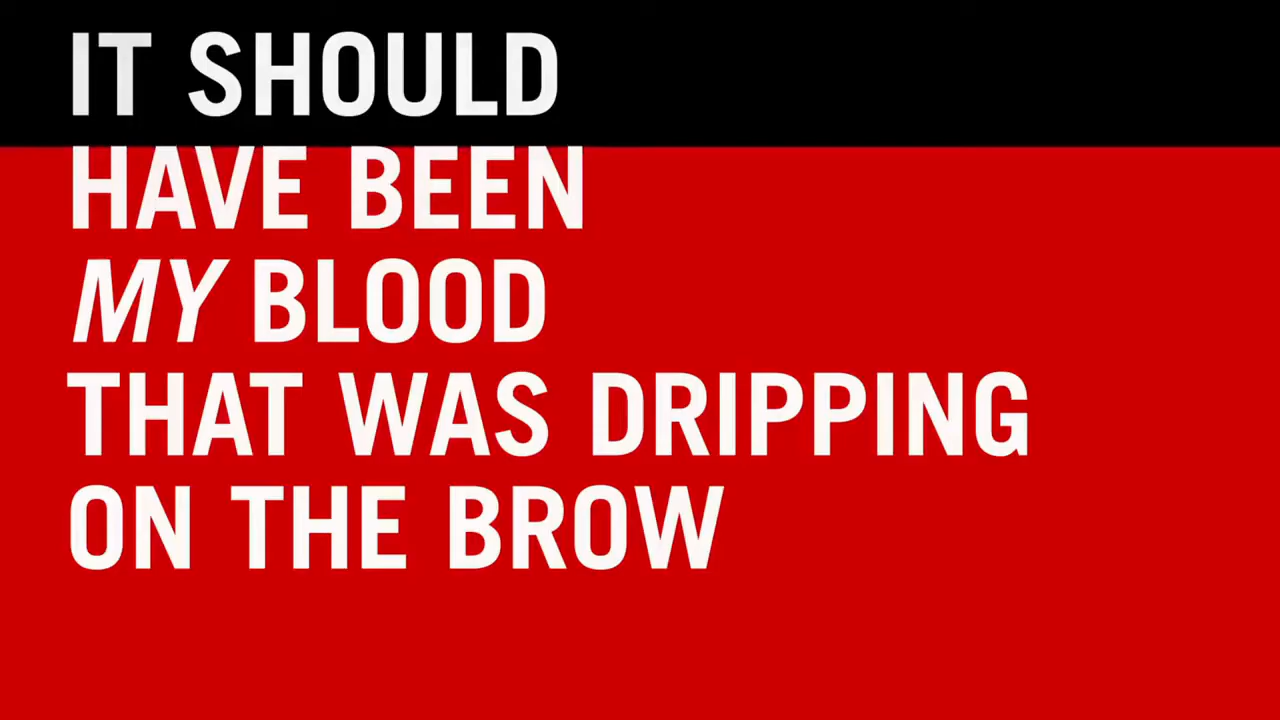 IT SHOULD
HAVE BEEN
MY BLOOD
THAT WAS DRIPPING
ON THE BROW